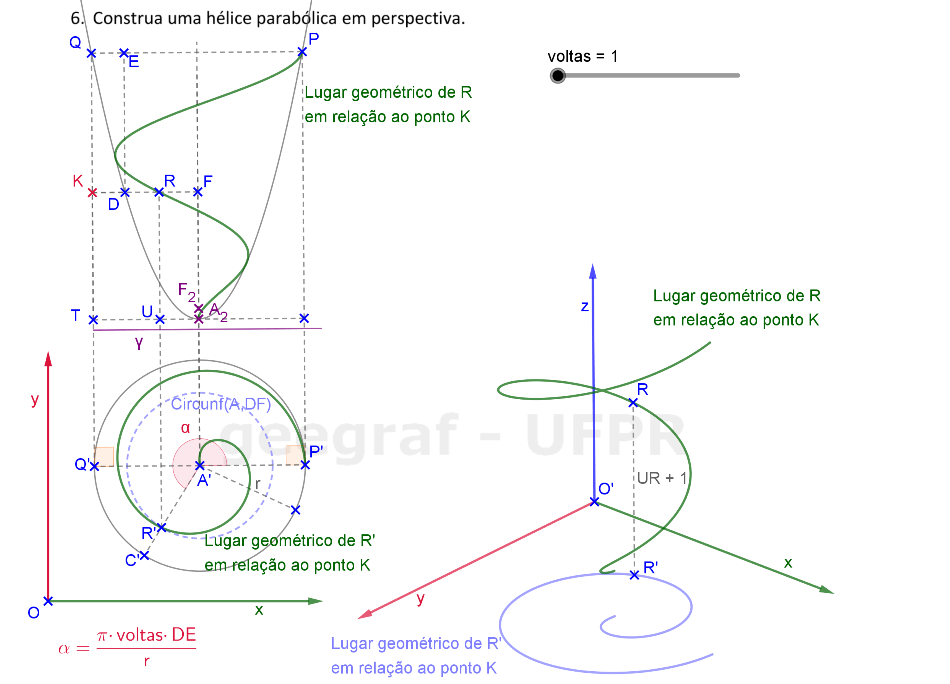 6. Construa uma hélice parabólica em perspectiva.
Q
E
P
voltas = 1
Lugar geométrico de R
em relação ao ponto K
K
D
R
F
F2
A2
T
U
γ
z
Lugar geométrico de R
em relação ao ponto K
y
Circunf(A,DF)
α
R
geegraf - UFPR
Q'
A'
P'
r
UR + 1
O'
R'
C'
Lugar geométrico de R'
em relação ao ponto K
x
R'
y
O
x
α = π· voltas· DE
r
Lugar geométrico de R'
em relação ao ponto K